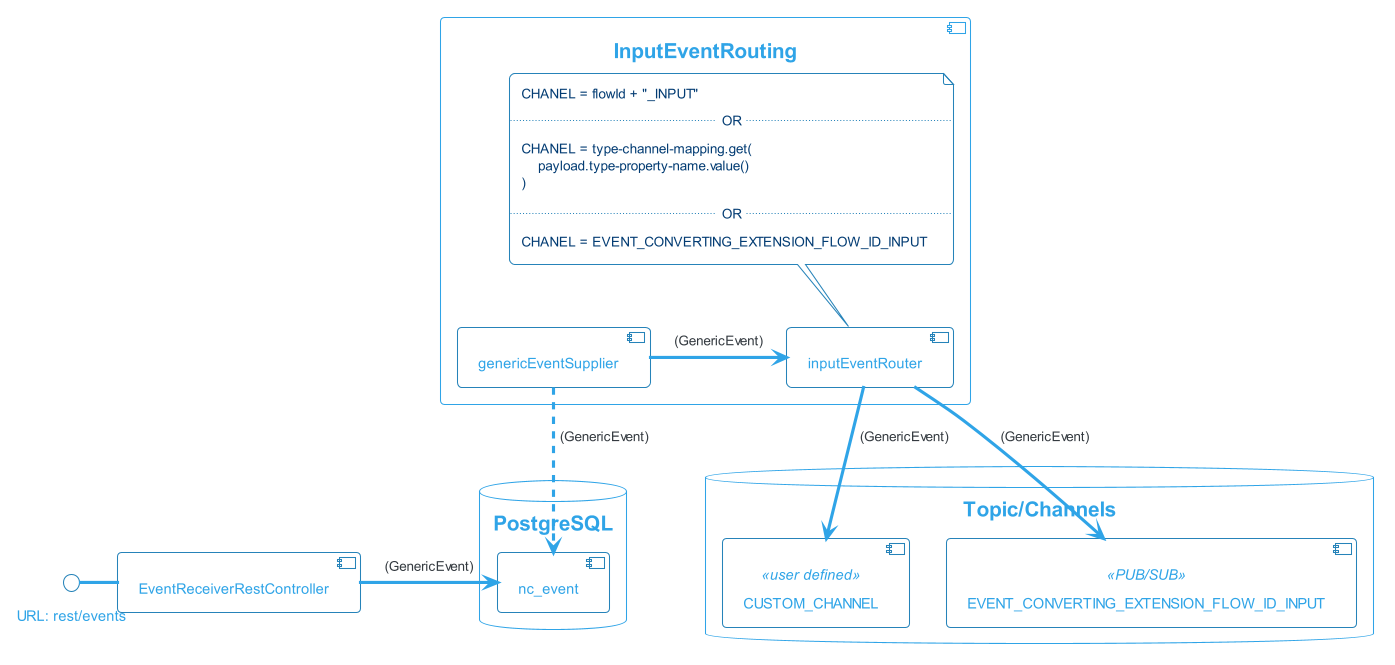 InputEventRouting
CHANEL = flowId + "_INPUT"
OR
CHANEL = type-channel-mapping.get(
payload.type-property-name.value()
)
OR
CHANEL = EVENT_CONVERTING_EXTENSION_FLOW_ID_INPUT
genericEventSupplier
(GenericEvent)
inputEventRouter
(GenericEvent)
(GenericEvent)
(GenericEvent)
PostgreSQL
Topic/Channels
URL: rest/events
EventReceiverRestController
(GenericEvent)
nc_event
«user defined»
CUSTOM_CHANNEL
«PUB/SUB»
EVENT_CONVERTING_EXTENSION_FLOW_ID_INPUT